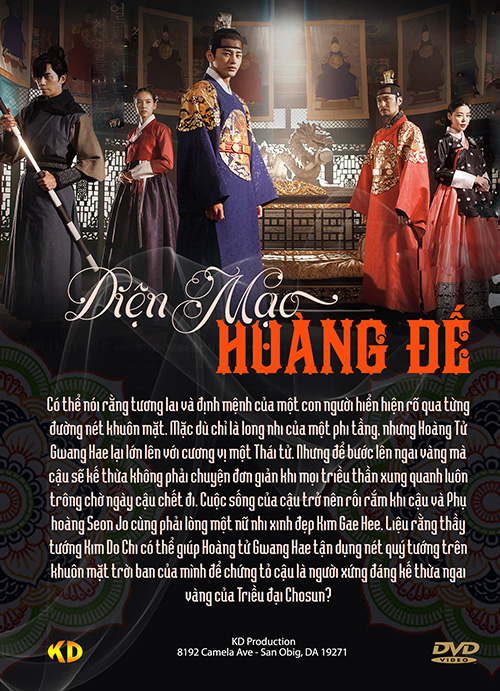 Diện Mạo
HOÀNG ĐẾ
Có thể nói rằng tương lai và định mệnh của một con người hiển hiện rõ qua từng
đường nét khuôn mặt. Mặc dù chỉ là long nhi của một phi tầng, nhưng Hoàng Tử
Gwang Hae lại lớn lên với cương vị một Thái tử. Nhưng để bước lên ngai vàng mà
cậu sẽ kế thừa không phải chuyện đơn giản khi mọi triều thần xung quanh luôn
trông chờ ngày cậu chết đi. Cuộc sống của cậu trở nên rối rắm khi cậu và Phụ
hoàng Seon Jo cùng phải lòng một nữ nhi xinh đẹp Kim Gae Hee. Liệu rằng thầy
tướng Kim Do Chi có thể giúp Hoàng tử Gwang Hae tận dụng nét quý tướng trên
khuôn mặt trời ban của mình để chứng tỏ cậu là người xứng đáng kế thừa ngai
vàng của Triều đại Chosun?
KD
KD Production
8192 Camela Ave - San Obig, DA 19271
DVD
VIDEO